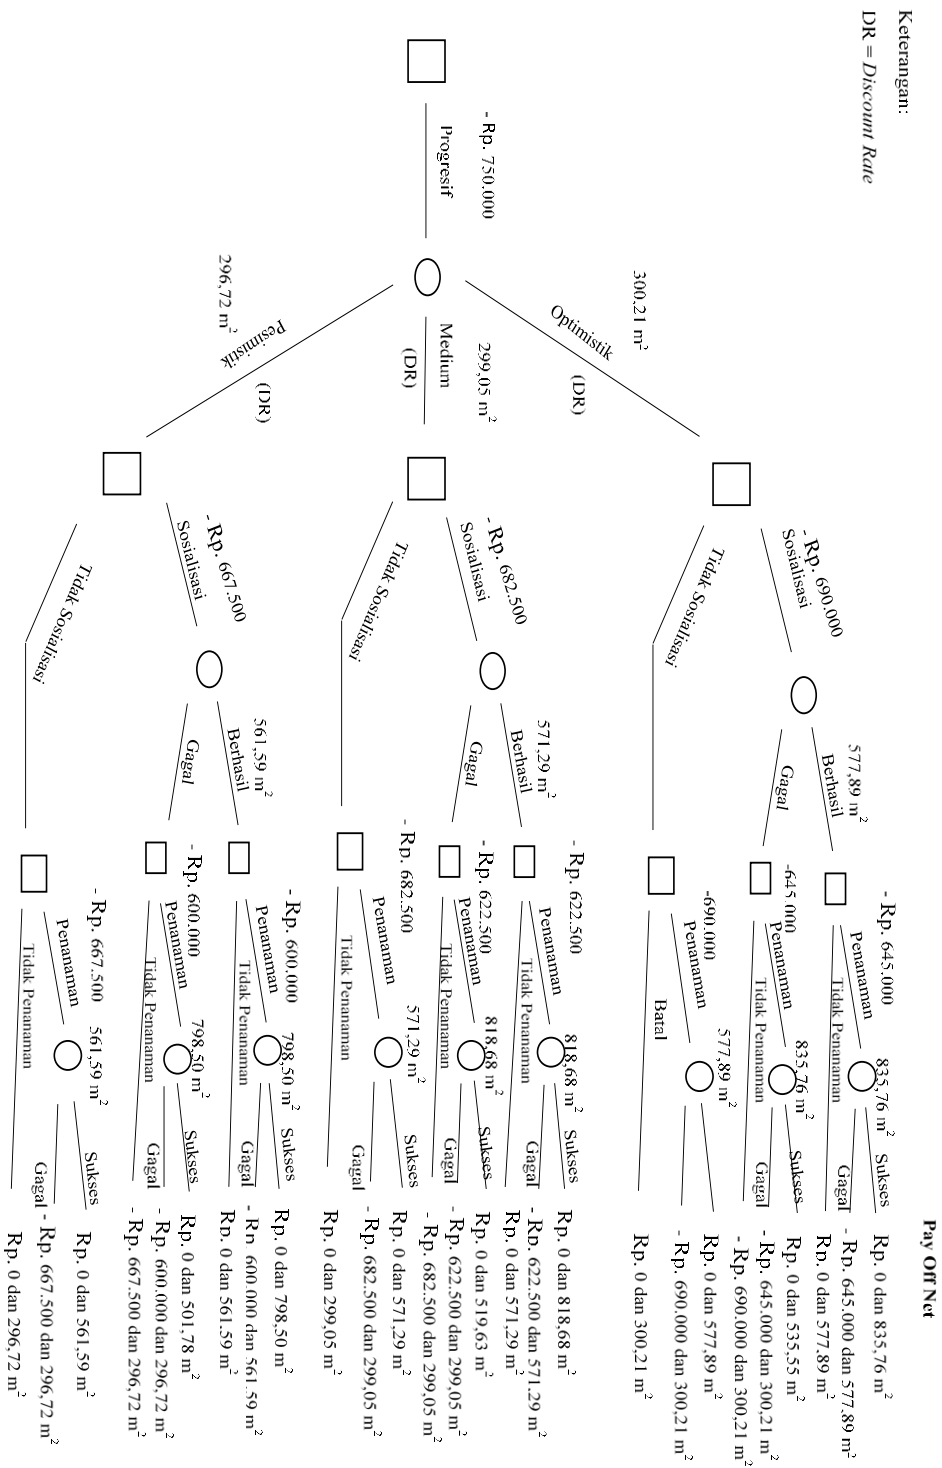 Pay Off Net
Keterangan:
DR = Discount Rate
- Rp. 750.000
Progresif
300,21 m²
Optimistik
(DR)
299,05 m²
Medium
(DR)
296,72 m²
Pesimistik
(DR)
- Rp. 690.000
Sosialisasi
Tidak Sosialisasi
577,89 m²
Berhasil
Gagal
- Rp. 645.000
Penanaman
Tidak Penanaman
835,76 m²
Sukses
Gagal
Rp. 0 dan 835,76 m²
- Rp. 645.000 dan 577.89 m²
Rp. 0 dan 577.89 m²
-645.000
Penanaman
Tidak Penanaman
835,76 m²
Sukses
Gagal
Rp. 0 dan 535,55 m²
- Rp. 645.000 dan 300,21 m²
- Rp. 690.000 dan 300,21 m²
-690.000
Penanaman
Batal
577,89 m²
Rp. 0 dan 577,89 m²
- Rp. 690.000 dan 300,21 m²
Rp. 0 dan 300,21 m²
- Rp. 682.500
Sosialisasi
Tidak Sosialisasi
571,29 m²
Berhasil
Gagal
- Rp. 622.500
Penanaman
Tidak Penanaman
818,68 m²
Sukses
Gagal
Rp. 0 dan 818,68 m²
- Rp. 622.500 dan 571.29 m²
Rp. 0 dan 571,29 m²
- Rp. 622.500
Penanaman
Tidak Penanaman
818,68 m²
Sukses
Gagal
Rp. 0 dan 519,63 m²
- Rp. 622.500 dan 299,05 m²
- Rp. 682.500 dan 299,05 m²
- Rp. 682.500
Penanaman
Tidak Penanaman
571,29 m²
Sukses
Gagal
Rp. 0 dan 571,29 m²
- Rp. 682.500 dan 299,05 m²
Rp. 0 dan 299,05 m²
- Rp. 667.500
Sosialisasi
Tidak Sosialisasi
561,59 m²
Berhasil
Gagal
- Rp. 600.000
Penanaman
Tidak Penanaman
798,50 m²
Sukses
Gagal
Rp. 0 dan 798,50 m²
- Rp. 600.000 dan 561.59 m²
Rp. 0 dan 561.59 m²
- Rp. 600.000
Penanaman
Tidak Penanaman
798,50 m²
Sukses
Gagal
Rp. 0 dan 501,78 m²
- Rp. 600.000 dan 296,72 m²
- Rp. 667.500 dan 296,72 m²
- Rp. 667.500
Penanaman
Tidak Penanaman
561,59 m²
Sukses
Gagal
Rp. 0 dan 561,59 m²
- Rp. 667.500 dan 296,72 m²
Rp. 0 dan 296,72 m²